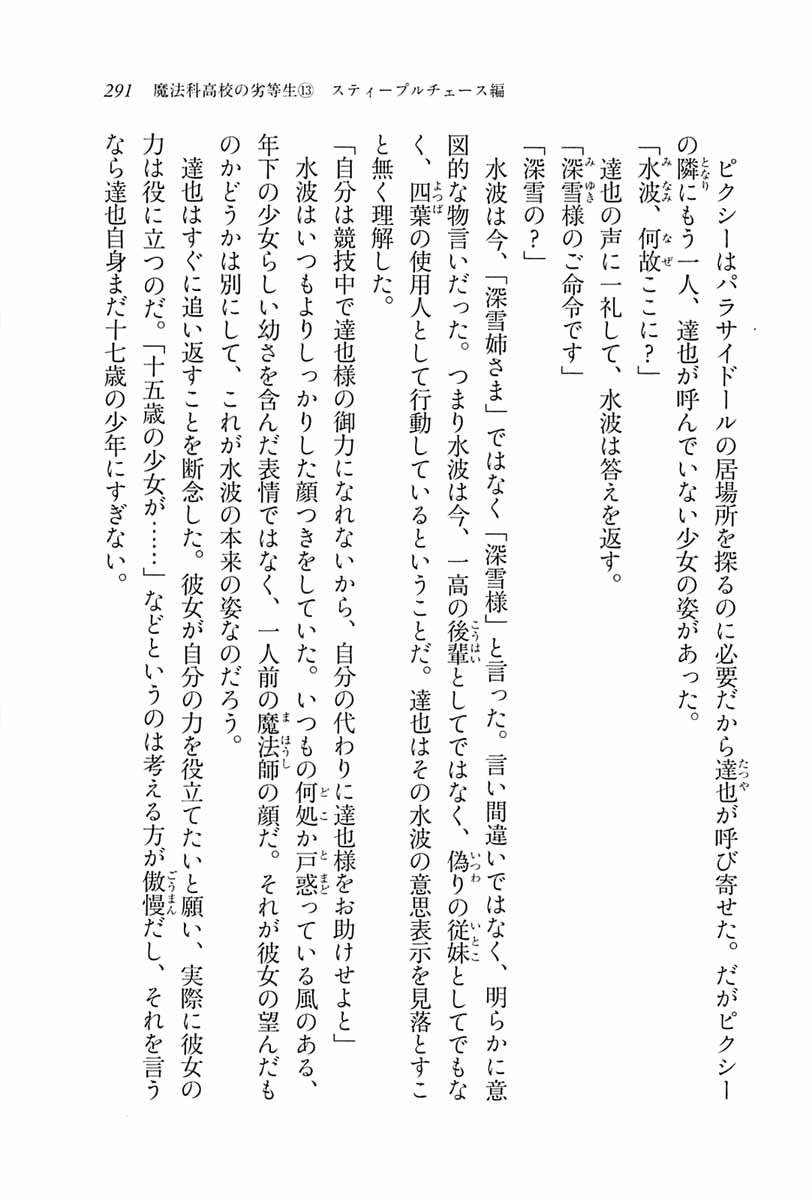 291 魔法科高校の劣等生⑬ スティープルチェース編
ピクシーはパラサイドールの居場所を探るのに必要だから達也が呼び寄せた。だがピクシー
の隣にもう一人、達也が呼んでいない少女の姿があった。
「水波、何故ここに?」
達也の声に一礼して、水波は答えを返す。
「深雪様のご命令です」
「深雪の?」
水波は今、「深雪姉さま」ではなく「深雪様」と言った。言い間違いではなく、明らかに意
図的な物言いだった。つまり水波は今、一高の後輩としてではなく、偽りの従妹としてでもな
く、四葉の使用人として行動しているということだ。達也はその水波の意思表示を見落とすこ
と無く理解した。
「自分は競技中で達也様の御力になれないから、自分の代わりに達也様をお助けせよと」
水波はいつもよりしっかりした顔つきをしていた。いつもの何処か戸惑っている風のある、
年下の少女らしい幼さを含んだ表情ではなく、一人前の魔法師の顔だ。それが彼女の望んだも
のかどうかは別にして、これが水波の本来の姿なのだろう。
達也はすぐに追い返すことを断念した。彼女が自分の力を役立てたいと願い、実際に彼女の
力は役に立つのだ。「十五歳の少女が……」などというのは考える方が傲慢だし、それを言う
なら達也自身まだ十七歳の少年にすぎない。